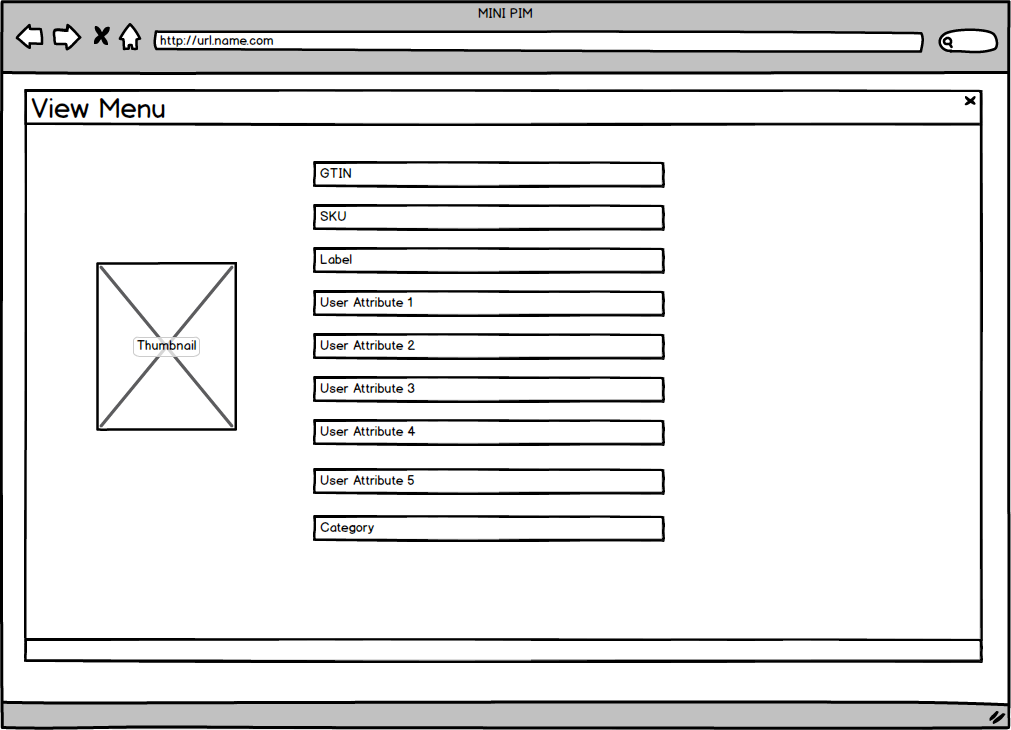 MINI PIM
http://url.name.com
View Menu
GTIN
SKU
Label
User Attribute 1
User Attribute 2
Thumbnail
User Attribute 3
User Attribute 4
User Attribute 5
Category